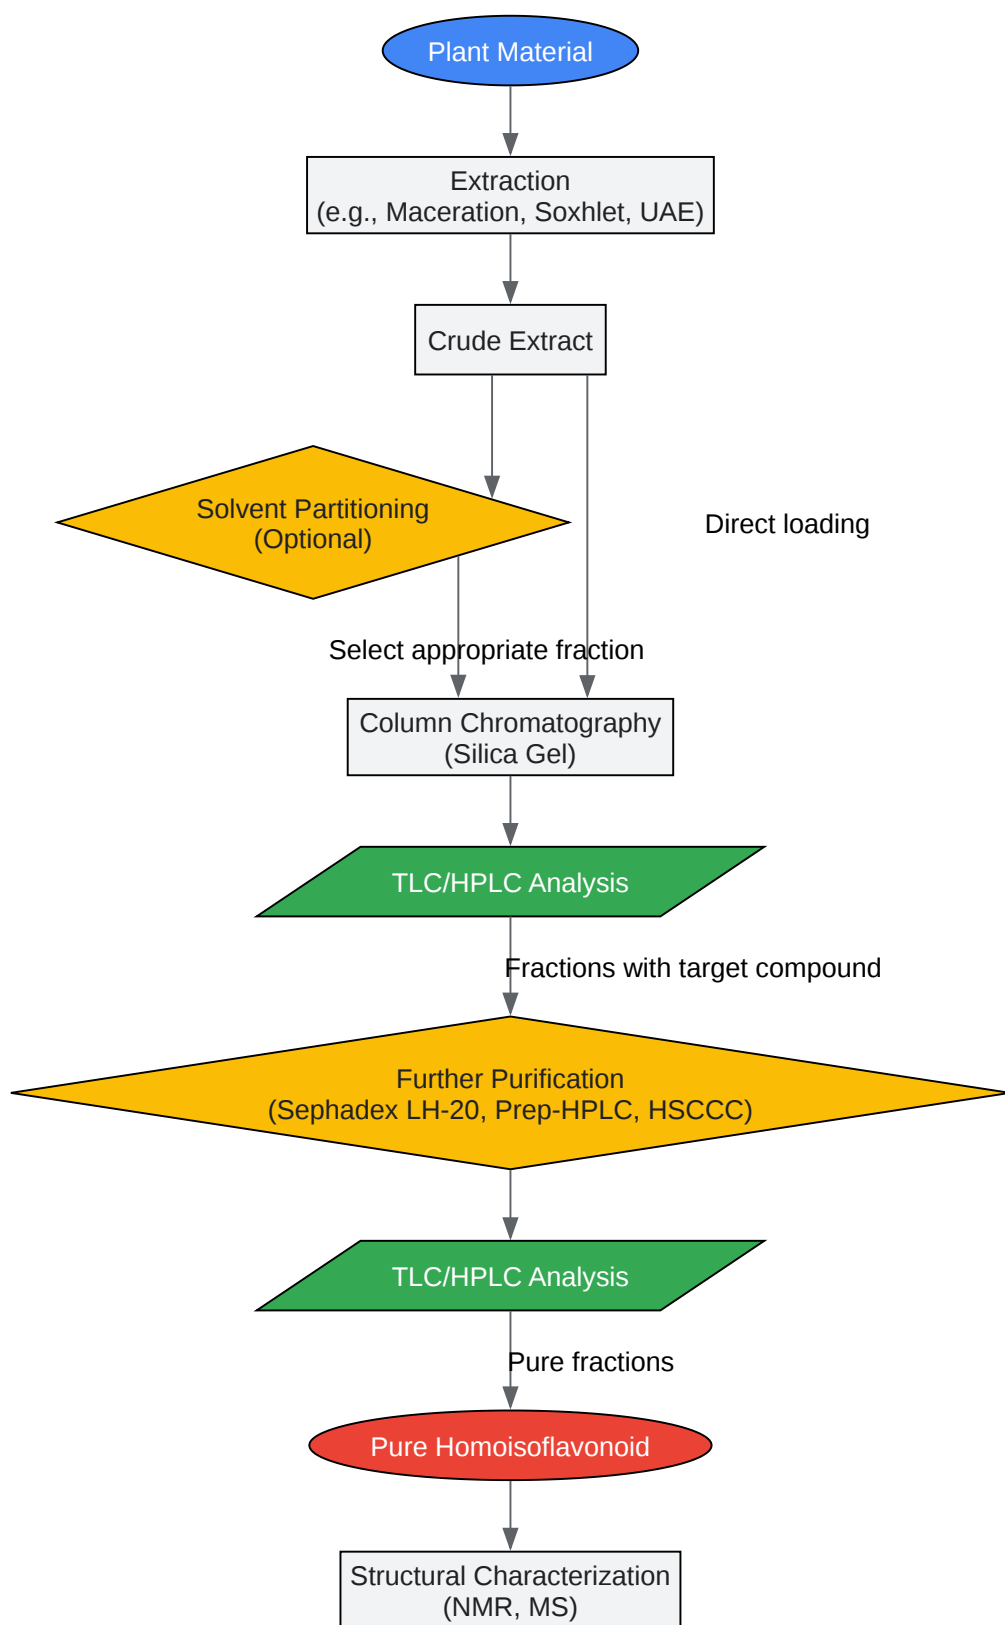 Plant Material
Extraction
(e.g., Maceration, Soxhlet, UAE)
Crude Extract
Solvent Partitioning
(Optional)
Direct loading
Select appropriate fraction
Column Chromatography
(Silica Gel)
TLC/HPLC Analysis
Fractions with target compound
Further Purification
(Sephadex LH-20, Prep-HPLC, HSCCC)
TLC/HPLC Analysis
Pure fractions
Pure Homoisoflavonoid
Structural Characterization
(NMR, MS)